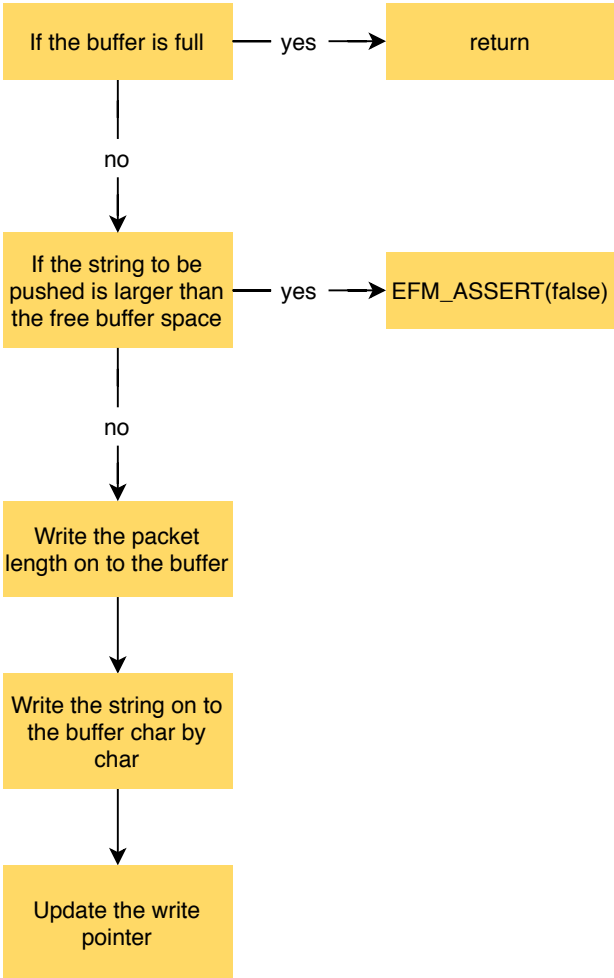 If the buffer is full
yes
return
no
If the string to be
pushed is larger than
the free buffer space
yes
EFM_ASSERT(false)
no
Write the packet
length on to the buffer
Write the string on to
the buffer char by
char
Update the write
pointer